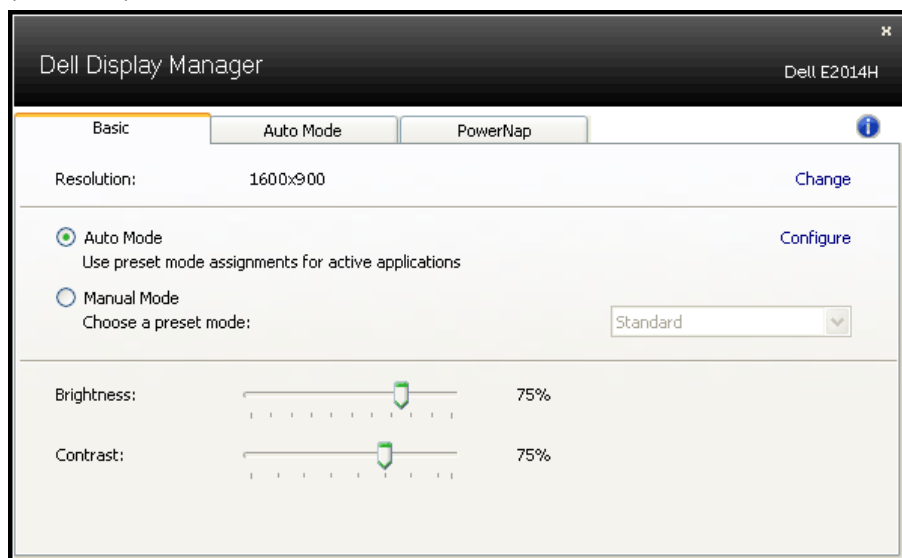 x
Dell Display Manager
Dell E2014H
Basic
Auto Mode
PowerNap
i
Resolution: 1600x900 Change
Auto Mode Configure
Use preset mode assignments for active applications
Manual Mode
Choose a preset mode: Standard
Brightness: 75%
Contrast: 75%